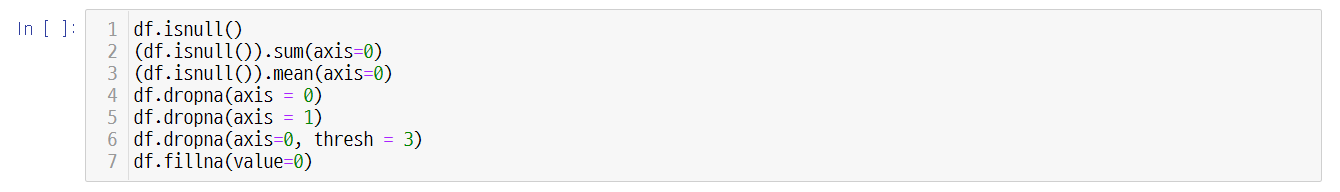 In [ ]:
1 df.isnull()
2 (df.isnull()).sum(axis=0)
3 (df.isnull()).mean(axis=0)
4 df.dropna(axis = 0)
5 df.dropna(axis = 1)
6 df.dropna(axis=0, thresh = 3)
7 df.fillna(value=0)